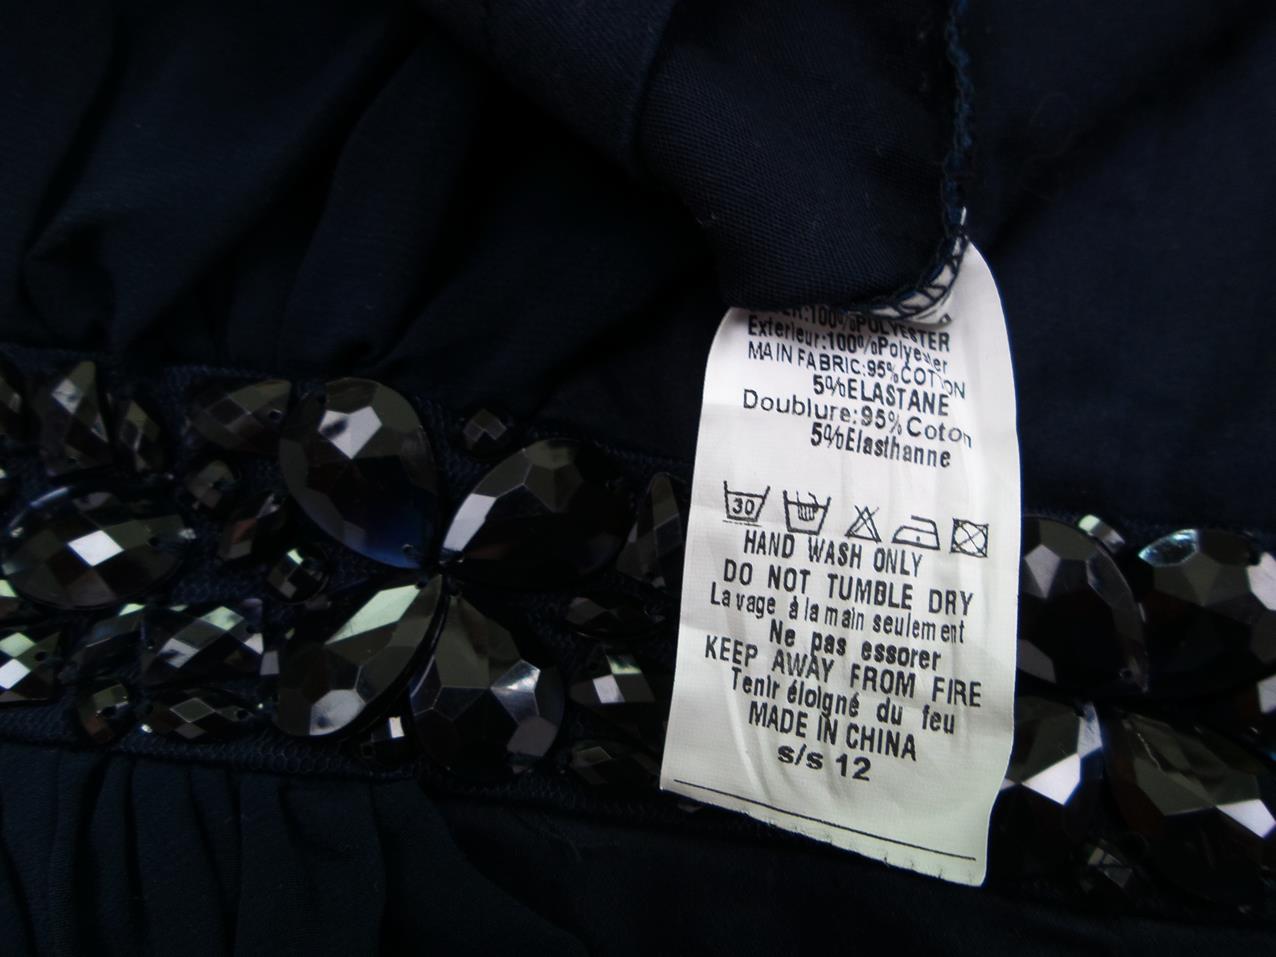 100%POLYESTER
Exterieur:100%Polyester
MAIN FABRIC:95%COTTON
5%ELASTANE
Doublure:95%Coton
5%Elasthanne
30
HAND WASH ONLY
DO NOT TUMBLE DRY
Lavage à la main seulement
Ne pas essorer
KEEP AWAY FROM FIRE
Tenir éloigné du feu
MADE IN CHINA
s/s 12